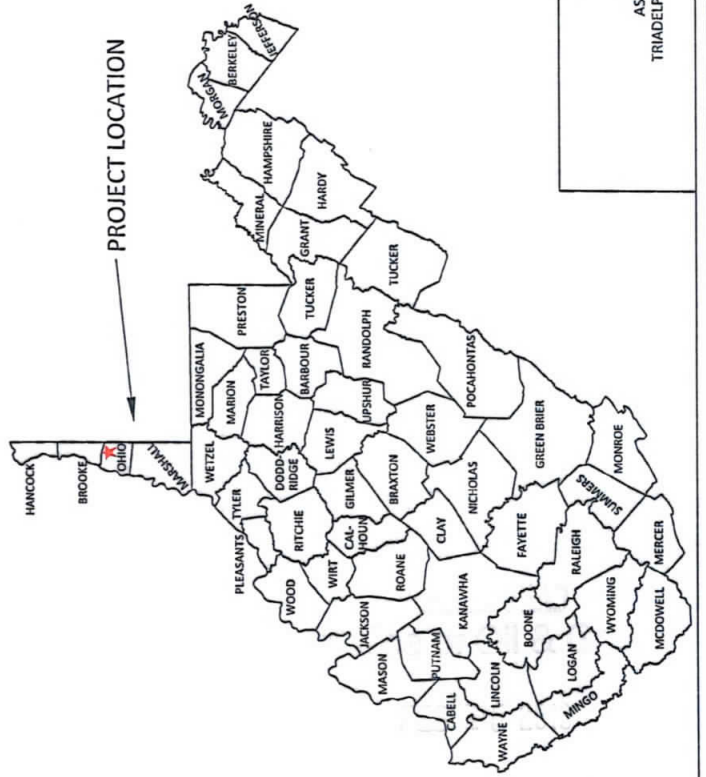 PROJECT LOCATION
HANCOCK
BROOKE
OHIO
MARSHALL
WETZEL
MONONGALIA
MARION
PRESTON
TAYLOR
MORGAN
BERKELEY
JEFFERSON
HAMPSHIRE
MINERAL
HARDY
GRANT
TUCKER
TUCKER
TYLER
PLEASANTS
DODD-
RIDGE
HARRISON
BARBOUR
RANDOLPH
RITCHIE
WOOD
WIRT
CAL-
HOUN
GILMER
LEWIS
UPSHUR
WEBSTER
POCAHONTAS
BRAXTON
JACKSON
ROANE
CLAY
NICHOLAS
GREEN BRIER
MASON
PUTNAM
KANAWHA
FAYETTE
SUMMERS
MONROE
CABELL
LINCOLN
BOONE
RALEIGH
WAYNE
LOGAN
MINGO
WYOMING
MERCER
MCDOWELL
AS
TRIADELP